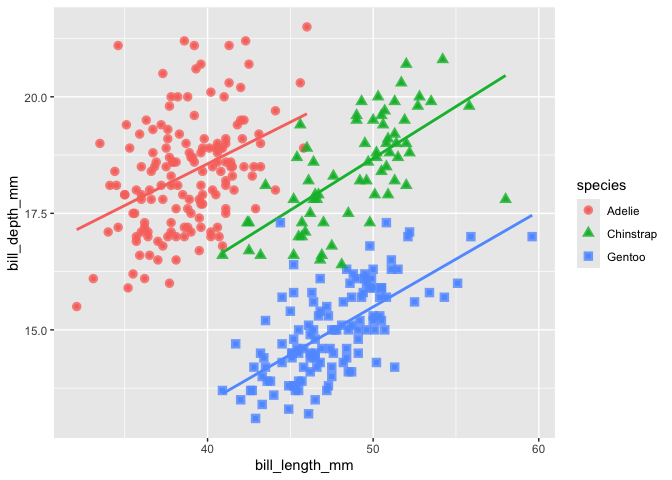 20.0
17.5
15.0
bill_depth_mm
40
50
60
bill_length_mm
species
Adelie
Chinstrap
Gentoo